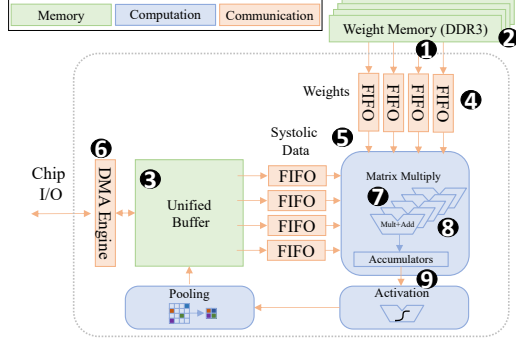 Memory
Computation
Communication
Weight Memory (DDR3)
2
1
Weights
FIFO
FIFO
FIFO
FIFO
4
Systolic
Data
5
6
Chip
I/O
DMA Engine
3
Unified
Buffer
FIFO
FIFO
FIFO
FIFO
Matrix Multiply
7
Mult+Add
8
Accumulators
9
Pooling
Activation